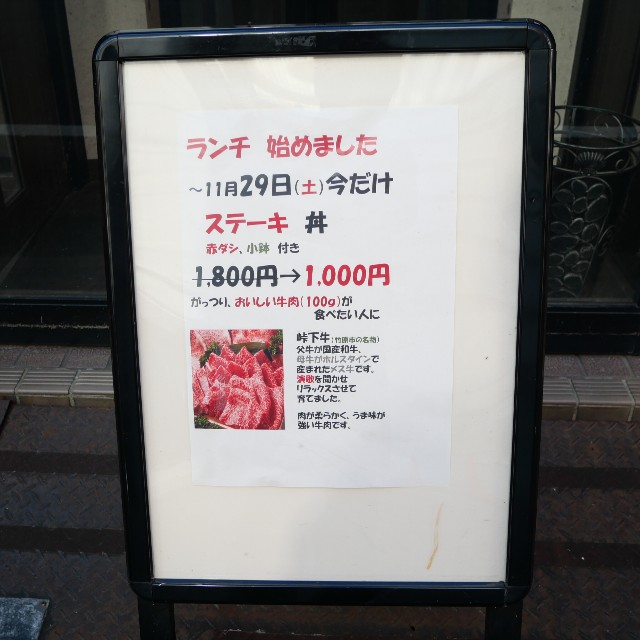 ランチ 始めました
～11月29日(土)今だけ
ステーキ 丼
赤ダシ、小鉢 付き
1,800円→1,000円
がっつり、おいしい牛肉(100g)が
食べたい人に
峠下牛(竹原市の名物)
父牛が国産和牛、
母牛がホルスタインで
産まれたメス牛です。
演歌を聞かせ
リラックスさせて
育てました。
肉が柔らかく、うま味が
強い牛肉です。